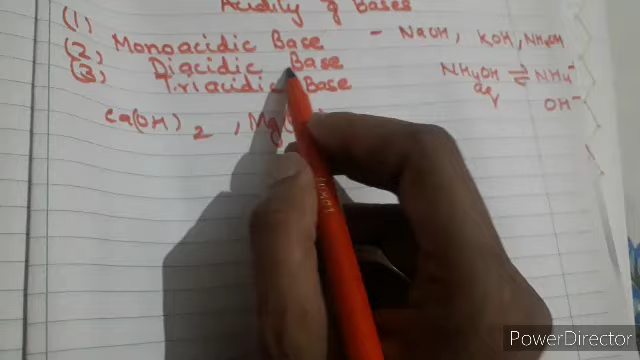 Acidity of Bases
(1) Monoacidic Base - NaOH, KOH, NH4OH
(2) Diacidic Base
(3) Triacidic Base
NH4OH ⇌ NH4-
aq
OH-
Ca(OH)2, Mg(
PowerDirector